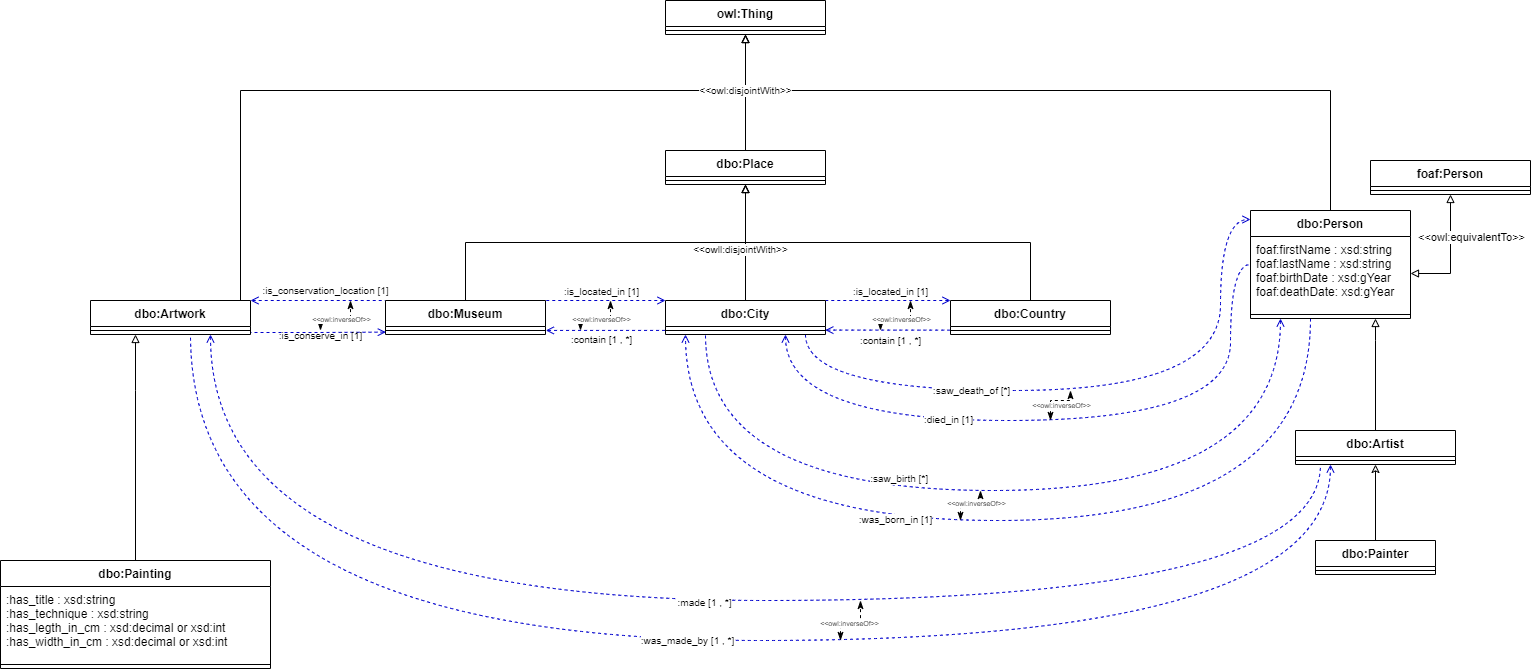 owl:Thing
<<owl:disjointWith>>
dbo:Place
foaf:Person
dbo:Person
foaf:firstName : xsd:string
foaf:lastName : xsd:string
foaf:birthDate : xsd:gYear
foaf:deathDate: xsd:gYear
<<owl:equivalentTo>>
<<owll:disjointWith>>
:is_conservation_location [1]
:is_located_in [1]
:is_located_in [1]
dbo:Artwork
<<owl:inverseOf>>
dbo:Museum
<<owl:inverseOf>>
dbo:City
<<owl:inverseOf>>
dbo:Country
:is_conserve_in [1]
:contain [1 , *]
:contain [1 , *]
:saw_death_of [*]
<<owl:inverseOf>>
:died_in [1]
dbo:Artist
:saw_birth [*]
<<owl:inverseOf>>
:was_born_in [1]
dbo:Painter
dbo:Painting
:has_title : xsd:string
:has_technique : xsd:string
:has_legth_in_cm : xsd:decimal or xsd:int
:has_width_in_cm : xsd:decimal or xsd:int
:made [1 , *]
<<owl:inverseOf>>
:was_made_by [1 , *]